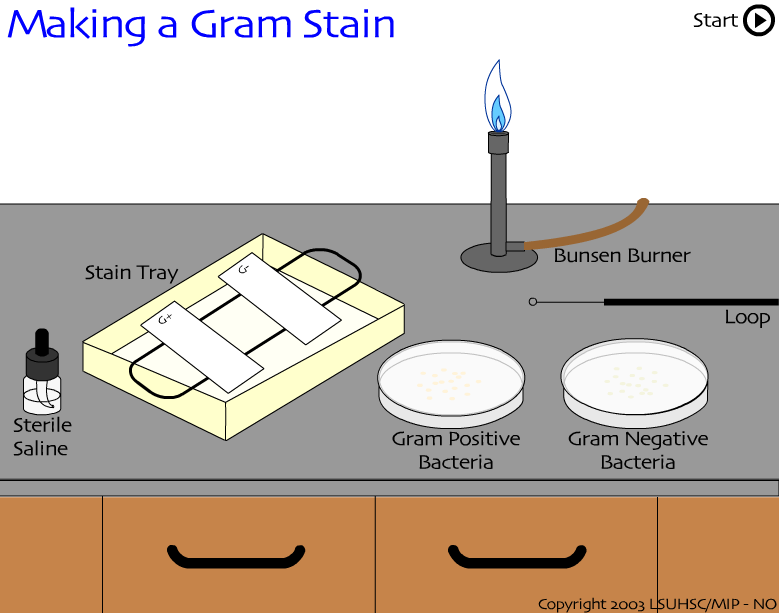 Making a Gram Stain
Start
Bunsen Burner
Stain Tray
G-
G+
Loop
Sterile
Saline
Gram Positive
Bacteria
Gram Negative
Bacteria
Copyright 2003 LSUHSC/MIP - NO